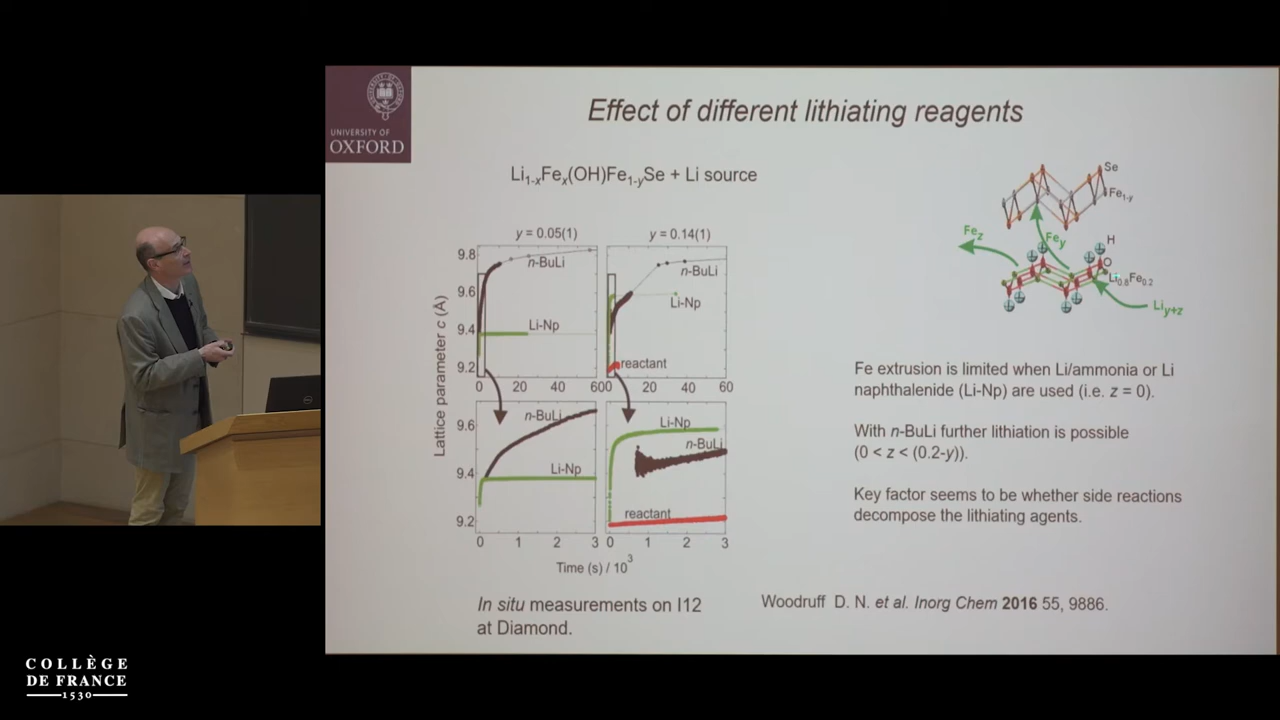 UNIVERSITY OF
OXFORD
Effect of different lithiating reagents
Li1-xFex(OH)Fe1-ySe + Li source
y = 0.05(1)
y = 0.14(1)
Lattice parameter c (Å)
9.8
9.6
9.4
9.2
n-BuLi
Li-Np
0
20
40
60
n-BuLi
Li-Np
reactant
0
20
40
60
9.6
9.4
9.2
n-BuLi
Li-Np
0
1
2
3
Li-Np
n-BuLi
reactant
0
1
2
3
Time (s) / 10³
In situ measurements on I12
at Diamond.
Se
Fe1-y
Fez
Fey
H
O
Li0.8Fe0.2
Liy+z
Fe extrusion is limited when Li/ammonia or Li
naphthalenide (Li-Np) are used (i.e. z = 0).
With n-BuLi further lithiation is possible
(0 < z < (0.2-y)).
Key factor seems to be whether side reactions
decompose the lithiating agents.
Woodruff D. N. et al. Inorg Chem 2016 55, 9886.
COLLÈGE
DE FRANCE
1530